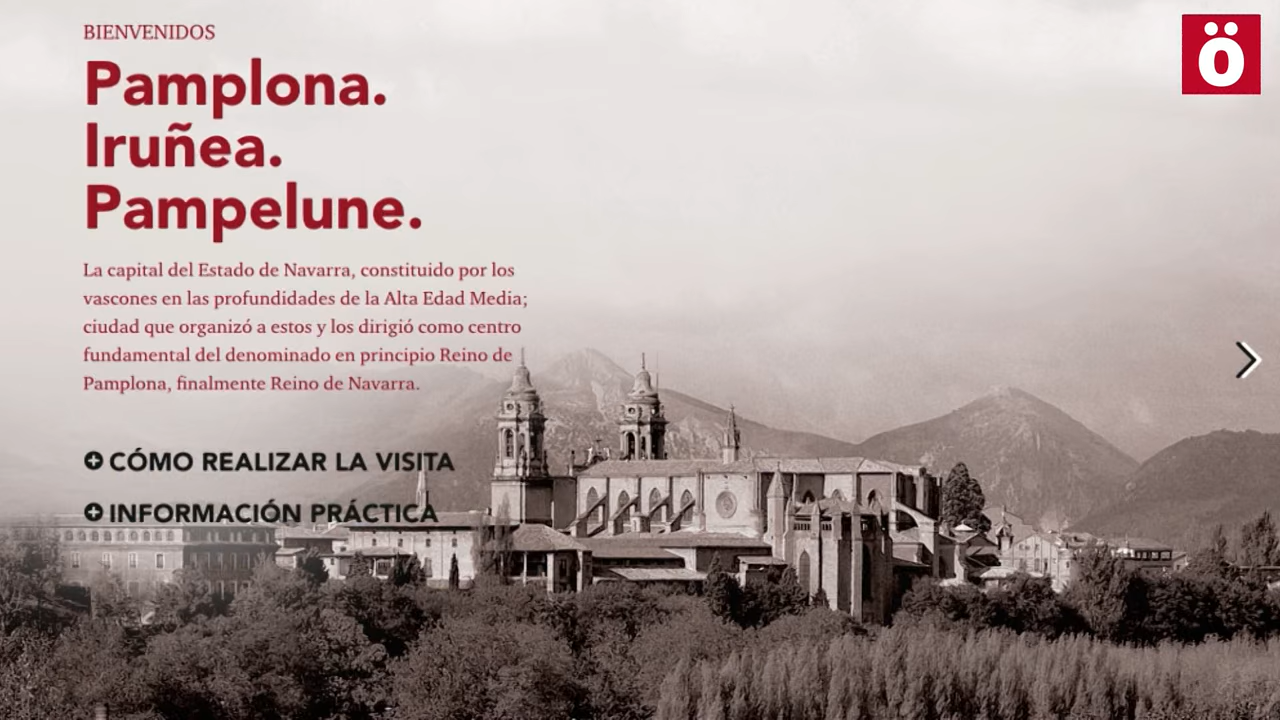 BIENVENIDOS
Pamplona.
Iruñea.
Pampelune.
La capital del Estado de Navarra, constituido por los
vascones en las profundidades de la Alta Edad Media;
ciudad que organizó a estos y los dirigió como centro
fundamental del denominado en principio Reino de
Pamplona, finalmente Reino de Navarra.
CÓMO REALIZAR LA VISITA
INFORMACIÓN PRÁCTICA
ö